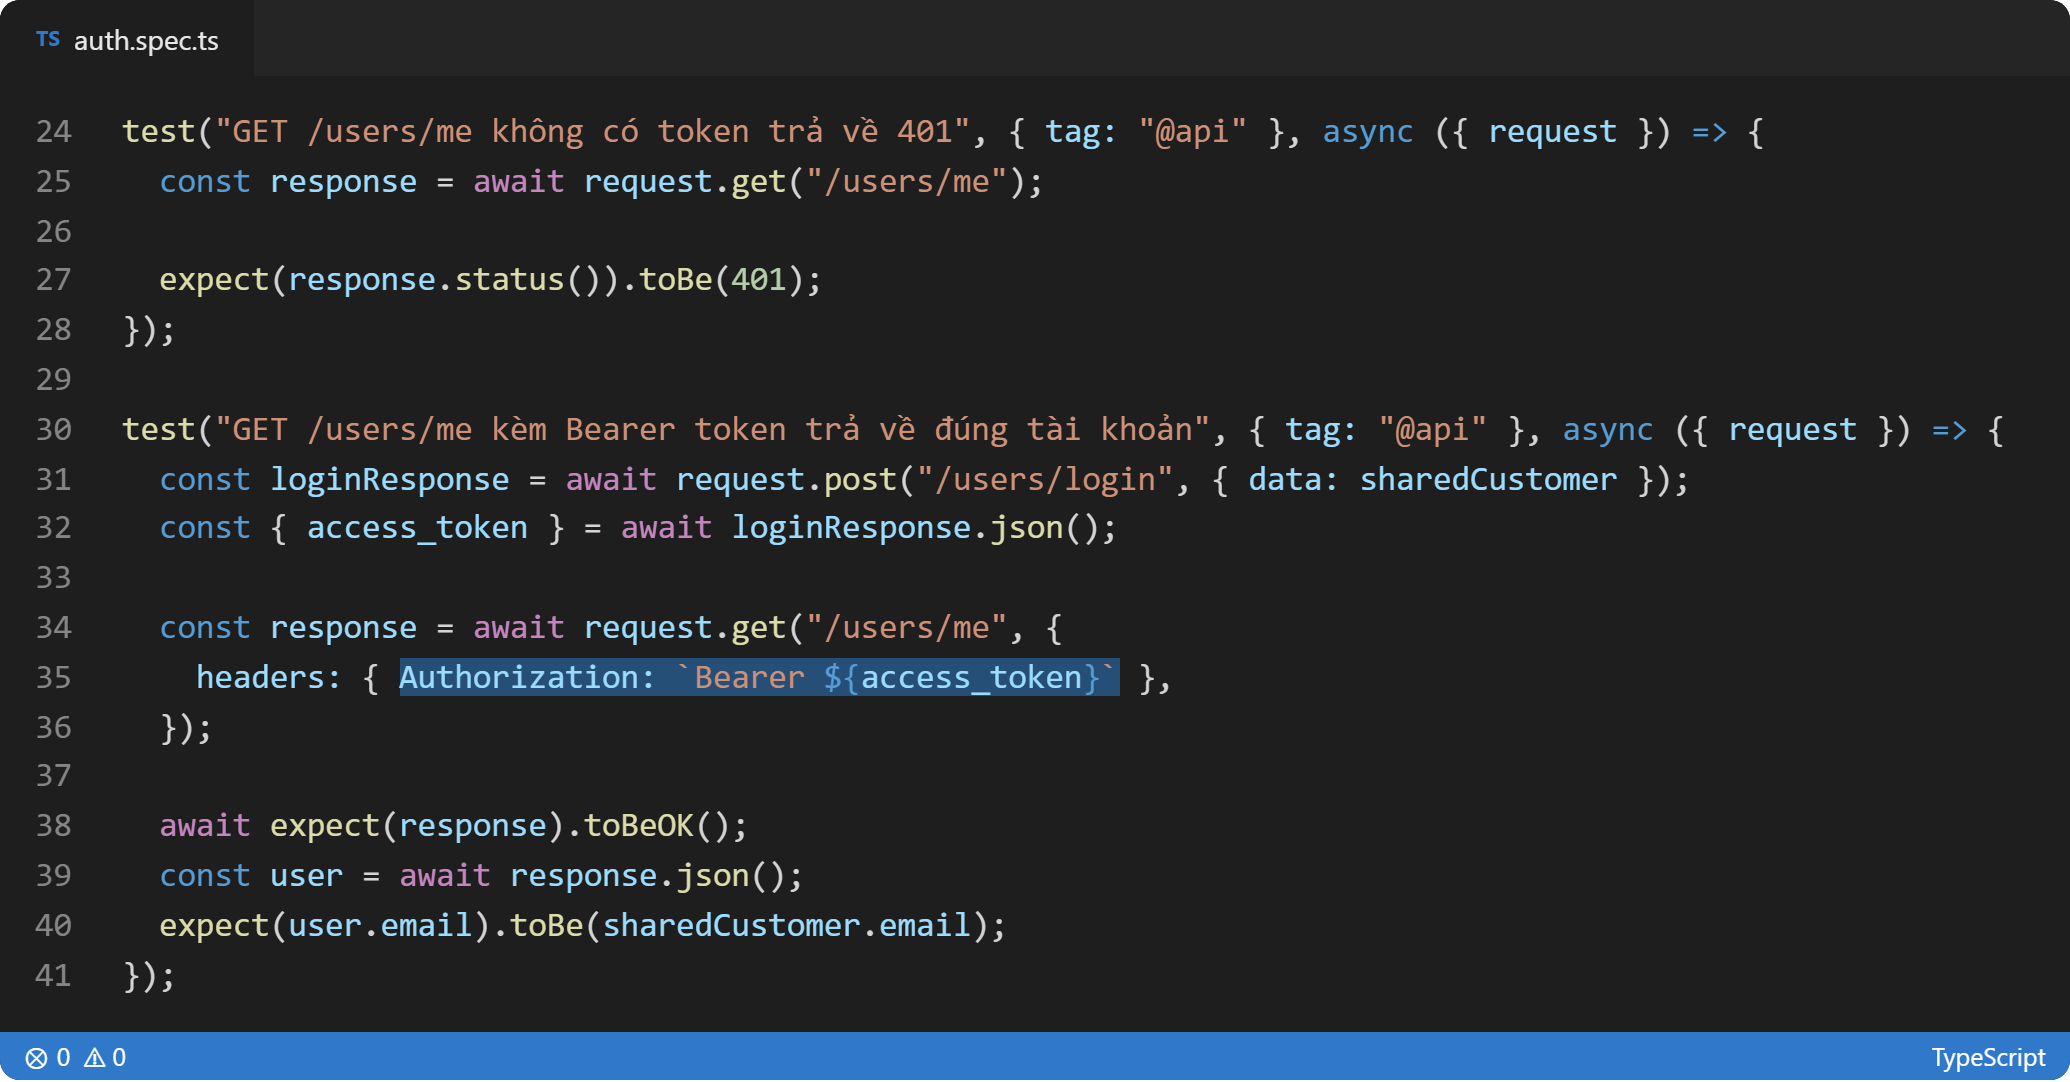 TS auth.spec.ts
24 test("GET /users/me không có token trả về 401", { tag: "@api" }, async ({ request }) => {
25   const response = await request.get("/users/me");
26
27   expect(response.status()).toBe(401);
28 });
29
30 test("GET /users/me kèm Bearer token trả về đúng tài khoản", { tag: "@api" }, async ({ request }) => {
31   const loginResponse = await request.post("/users/login", { data: sharedCustomer });
32   const { access_token } = await loginResponse.json();
33
34   const response = await request.get("/users/me", {
35     headers: { Authorization: `Bearer ${access_token}` },
36   });
37
38   await expect(response).toBeOK();
39   const user = await response.json();
40   expect(user.email).toBe(sharedCustomer.email);
41 });
0 0 TypeScript